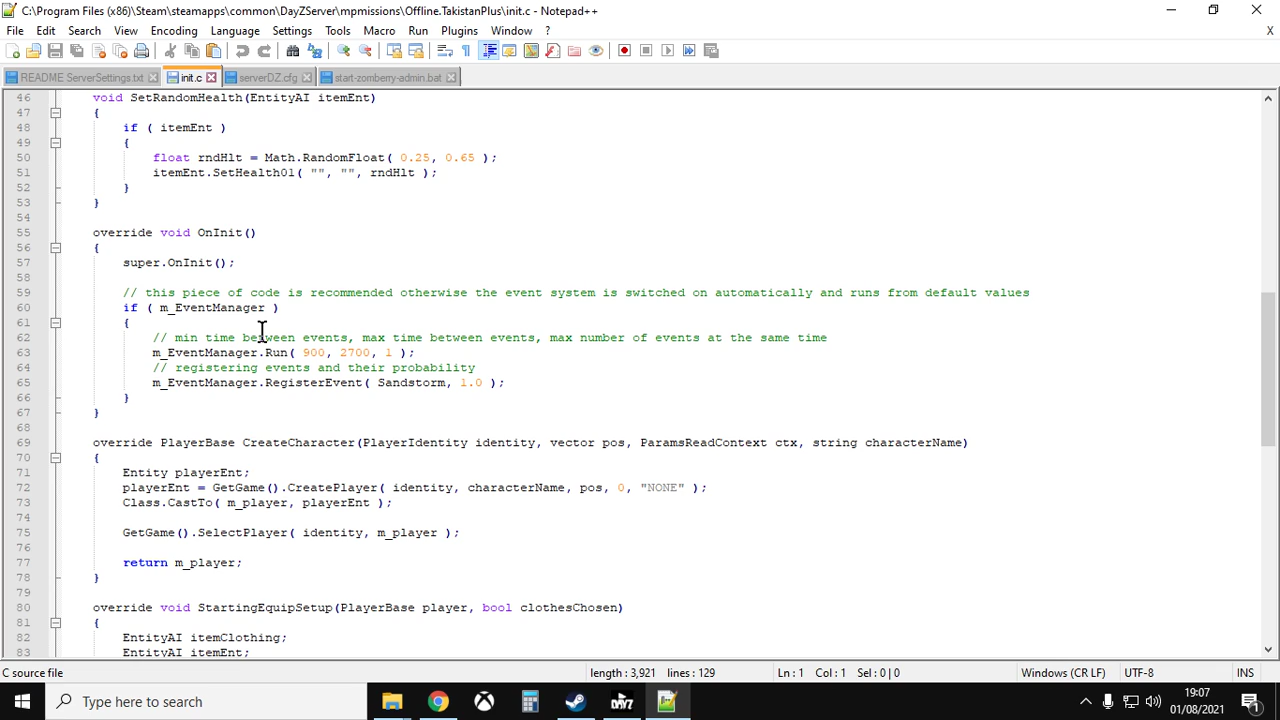 C:\Program Files (x86)\Steam\steamapps\common\DayZServer\mpmissions\Offline.TakistanPlus\init.c - Notepad++
File Edit Search View Encoding Language Settings Tools Macro Run Plugins Window ? X
README.ServerSettings.txt init.c serverDZ.cfg start-zomberry-admin.bat
46 void SetRandomHealth(EntityAI itemEnt)
47 {
48 if ( itemEnt )
49 {
50 float rndHlt = Math.RandomFloat( 0.25, 0.65 );
51 itemEnt.SetHealth01( "", "", rndHlt );
52 }
53 }
54
55 override void OnInit()
56 {
57 super.OnInit();
58
59 // this piece of code is recommended otherwise the event system is switched on automatically and runs from default values
60 if ( m_EventManager )
61 {
62 // min time between events, max time between events, max number of events at the same time
63 m_EventManager.Run( 900, 2700, 1 );
64 // registering events and their probability
65 m_EventManager.RegisterEvent( Sandstorm, 1.0 );
66 }
67 }
68
69 override PlayerBase CreateCharacter(PlayerIdentity identity, vector pos, ParamsReadContext ctx, string characterName)
70 {
71 Entity playerEnt;
72 playerEnt = GetGame().CreatePlayer( identity, characterName, pos, 0, "NONE" );
73 Class.CastTo( m_player, playerEnt );
74
75 GetGame().SelectPlayer( identity, m_player );
76
77 return m_player;
78 }
79
80 override void StartingEquipSetup(PlayerBase player, bool clothesChosen)
81 {
82 EntityAI itemClothing;
83 EntityAI itemEnt;
C source file length : 3,921 lines : 129 Ln : 1 Col : 1 Sel : 0 | 0 Windows (CR LF) UTF-8 INS
Type here to search
DAYZ
19:07
01/08/2021
1